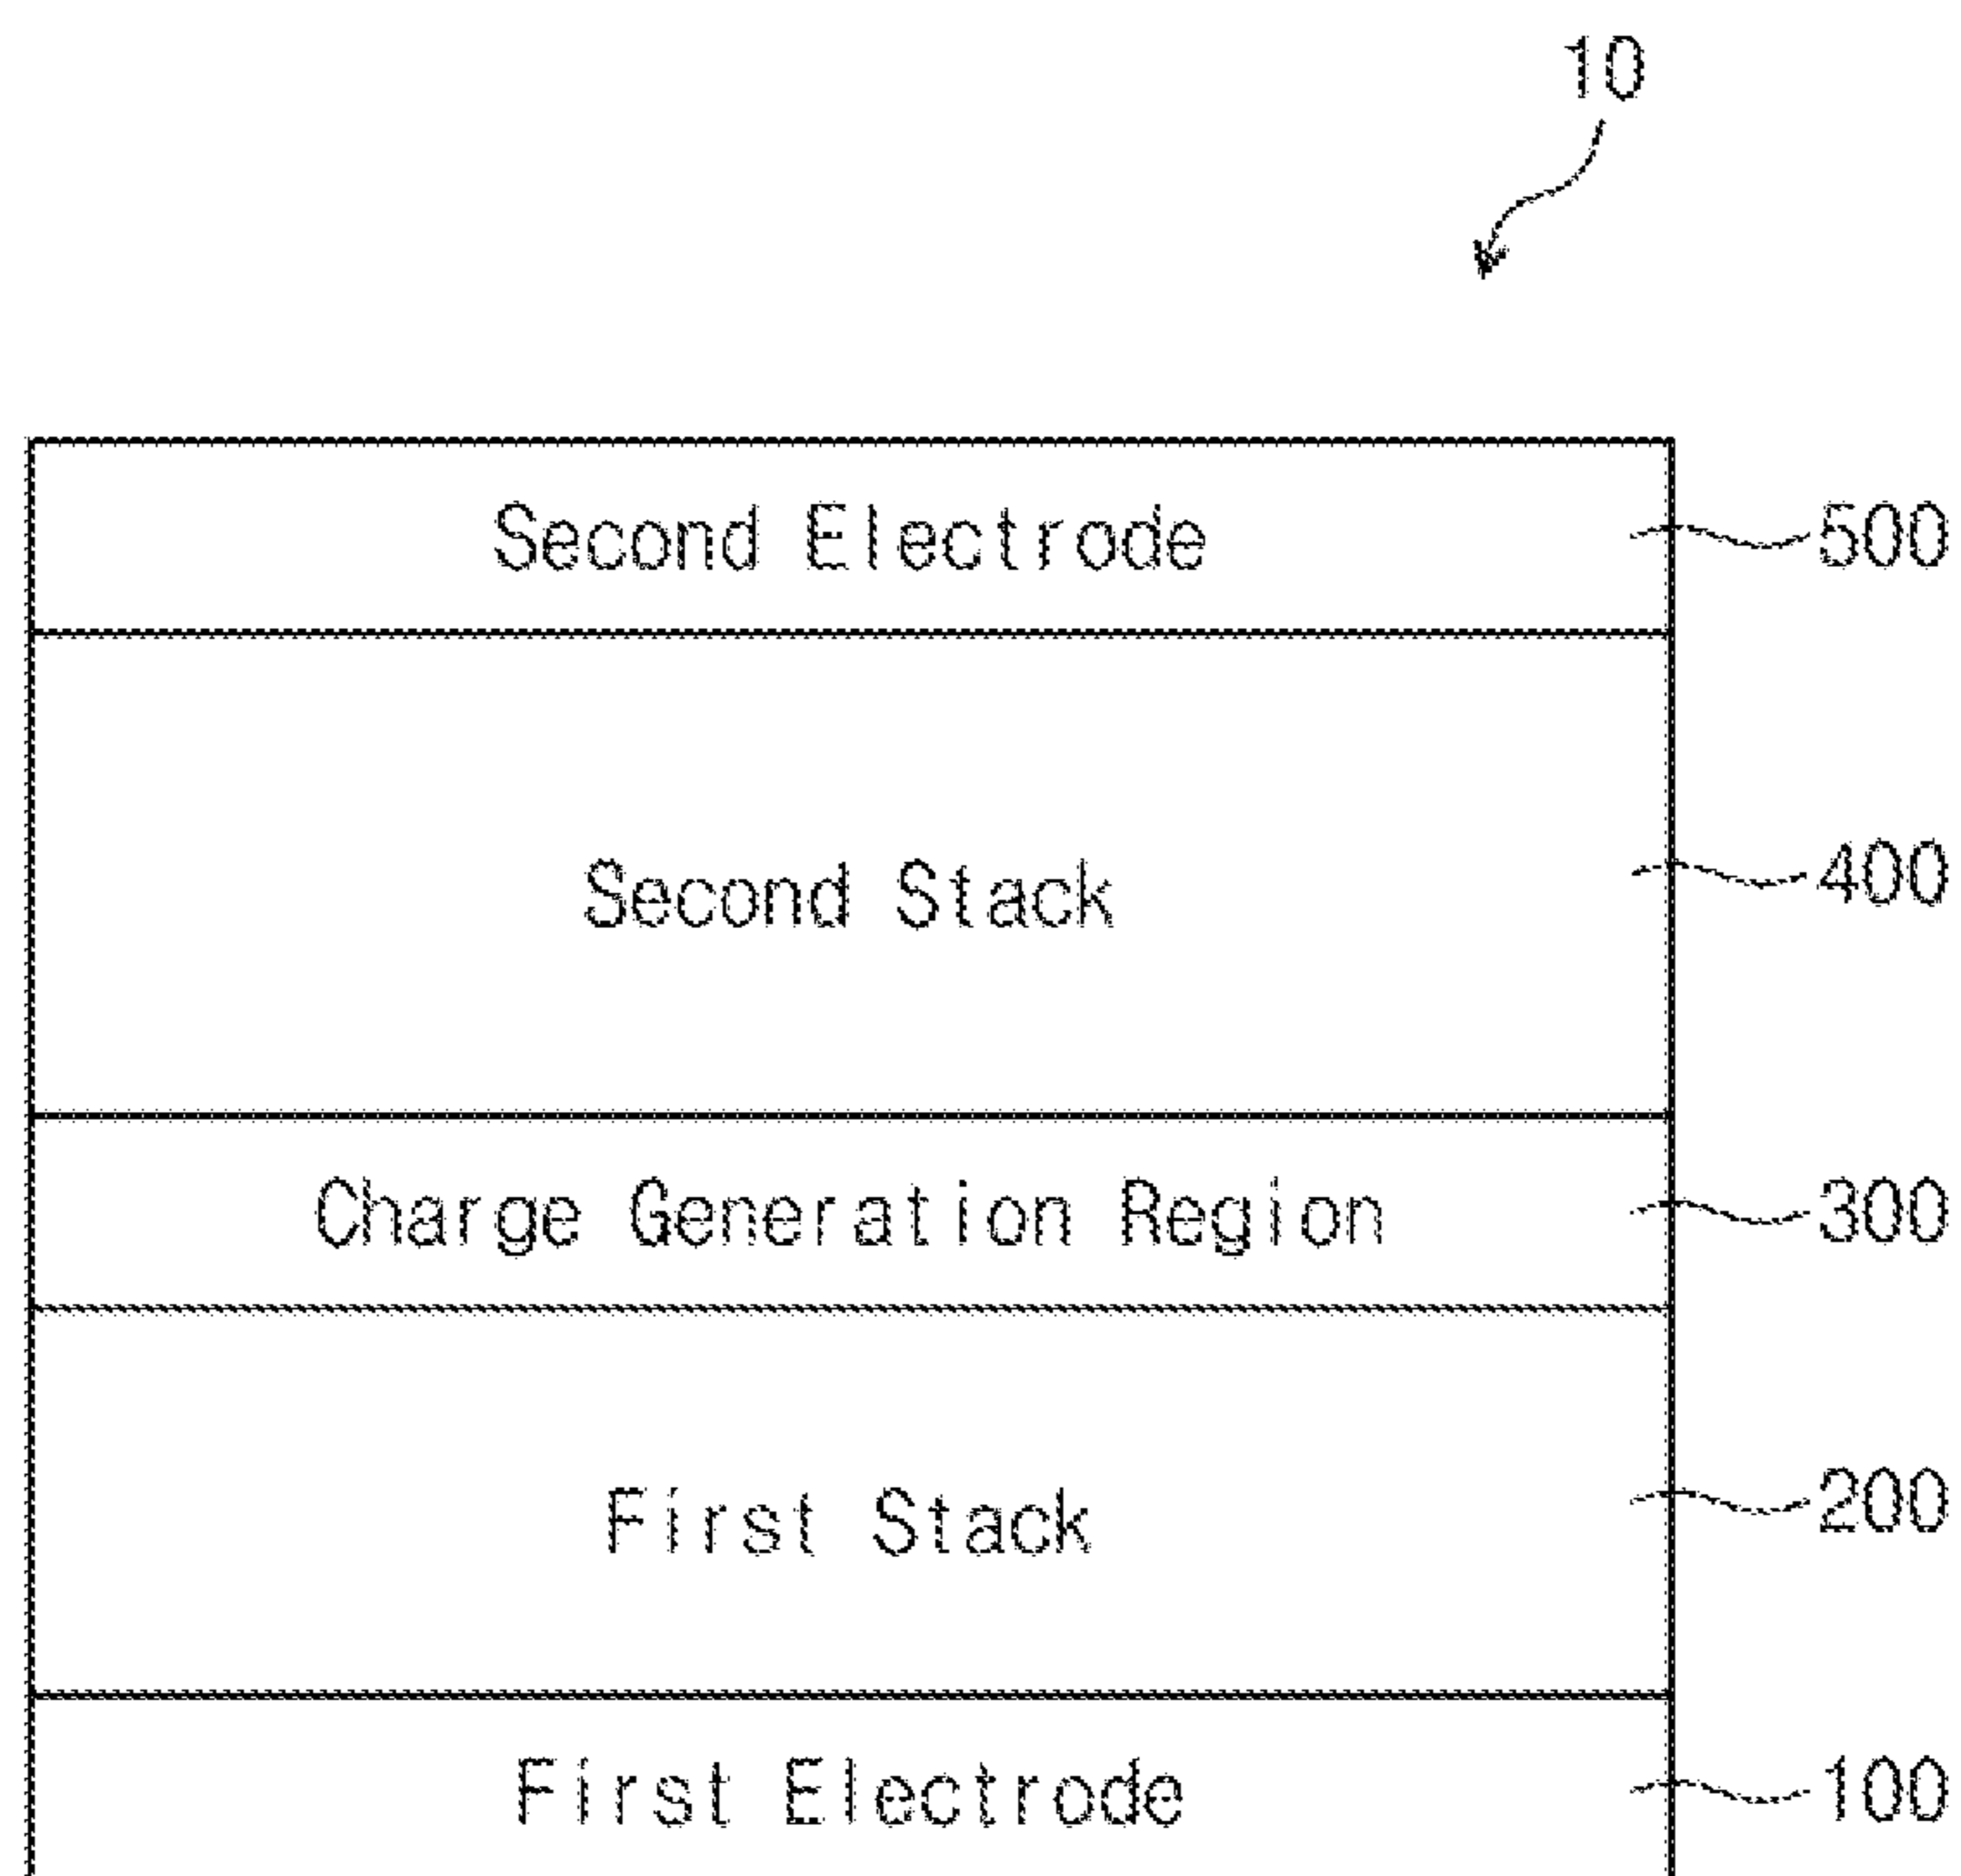 10
Second Electrode 500
Second Stack 400
Charge Generation Region 300
First Stack 200
First Electrode 100